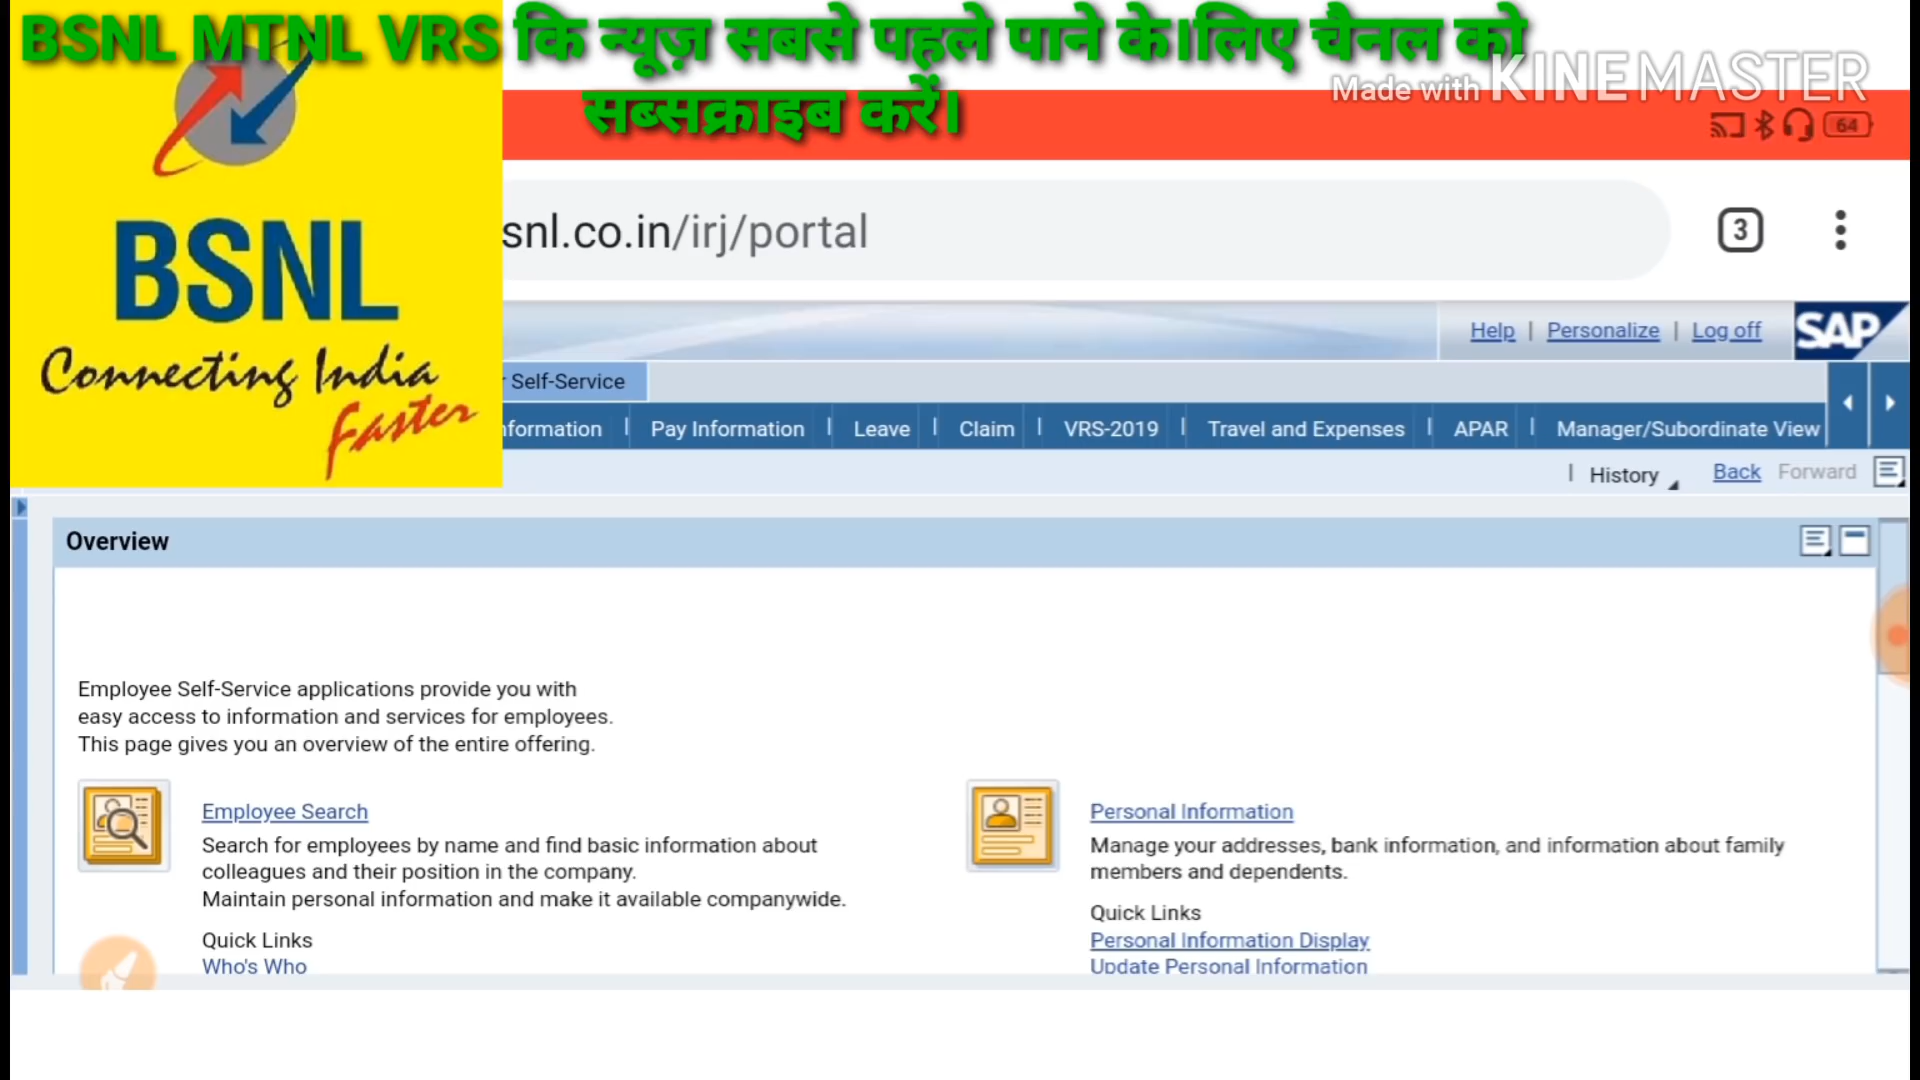 BSNL MTNL VRS कि न्यूज़ सबसे पहले पाने के।लिए चैनल को
सब्सक्राइब करें।
Made with KINEMASTER
64
BSNL
Connecting India
faster
snl.co.in/irj/portal
3
Help | Personalize | Log off
SAP
Self-Service
nformation | Pay Information | Leave | Claim | VRS-2019 | Travel and Expenses | APAR | Manager/Subordinate View
| History Back Forward
Overview
Employee Self-Service applications provide you with
easy access to information and services for employees.
This page gives you an overview of the entire offering.
Employee Search
Search for employees by name and find basic information about
colleagues and their position in the company.
Maintain personal information and make it available companywide.
Quick Links
Who's Who
Personal Information
Manage your addresses, bank information, and information about family
members and dependents.
Quick Links
Personal Information Display
Update Personal Information